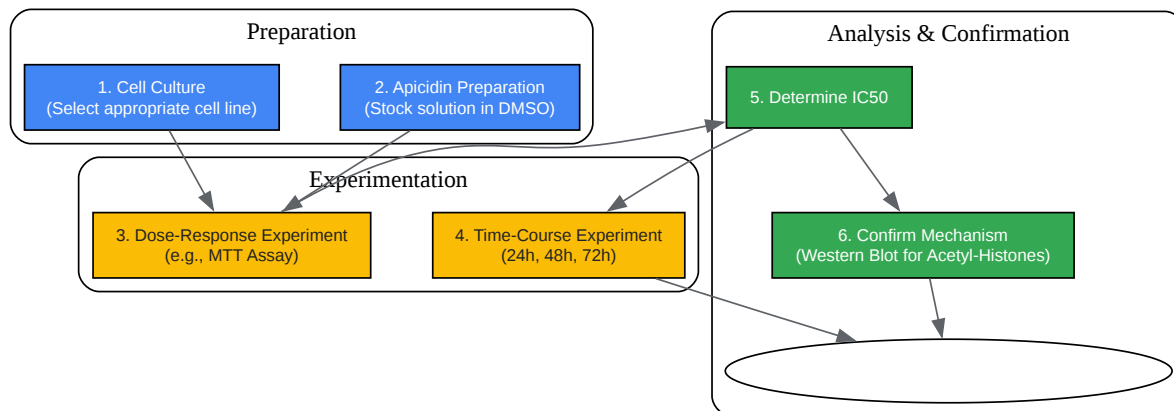 Preparation
1. Cell Culture
(Select appropriate cell line)
2. Apicidin Preparation
(Stock solution in DMSO)
Experimentation
3. Dose-Response Experiment
(e.g., MTT Assay)
4. Time-Course Experiment
(24h, 48h, 72h)
Analysis & Confirmation
5. Determine IC50
6. Confirm Mechanism
(Western Blot for Acetyl-Histones)